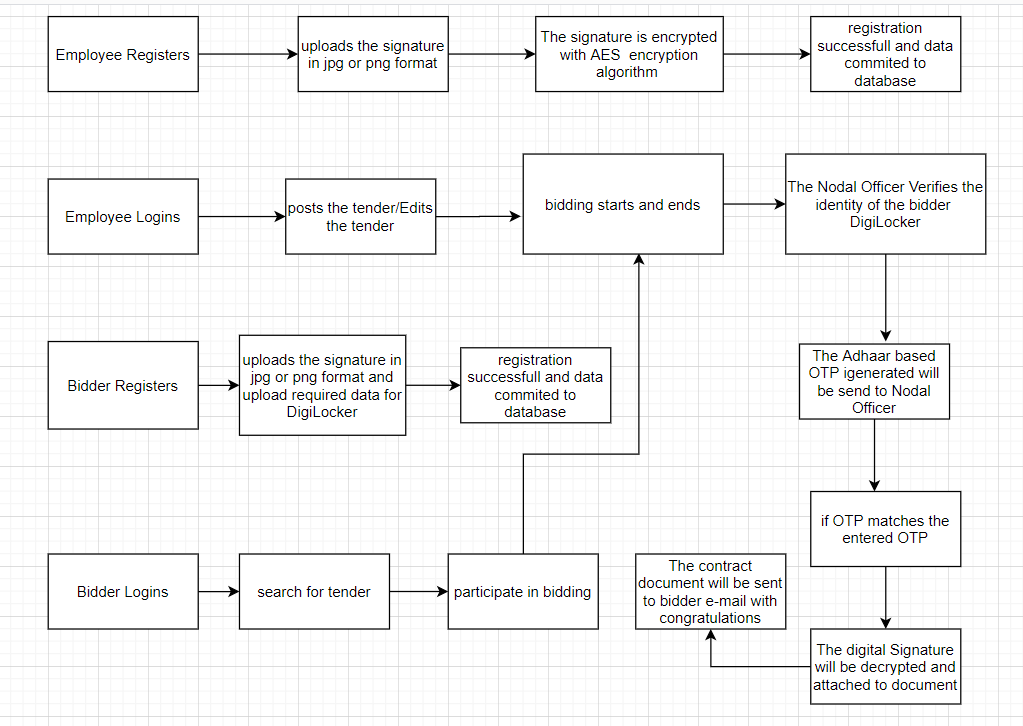 Employee Registers
uploads the signature
in jpg or png format
The signature is encrypted
with AES encryption
algorithm
registration
successfull and data
commited to
database
Employee Logins
posts the tender/Edits
the tender
bidding starts and ends
The Nodal Officer Verifies the
identity of the bidder
DigiLocker
Bidder Registers
uploads the signature in
jpg or png format and
upload required data for
DigiLocker
registration
successfull and data
commited to
database
The Adhaar based
OTP igenerated will
be send to Nodal
Officer
if OTP matches the
entered OTP
Bidder Logins
search for tender
participate in bidding
The contract
document will be sent
to bidder e-mail with
congratulations
The digital Signature
will be decrypted and
attached to document